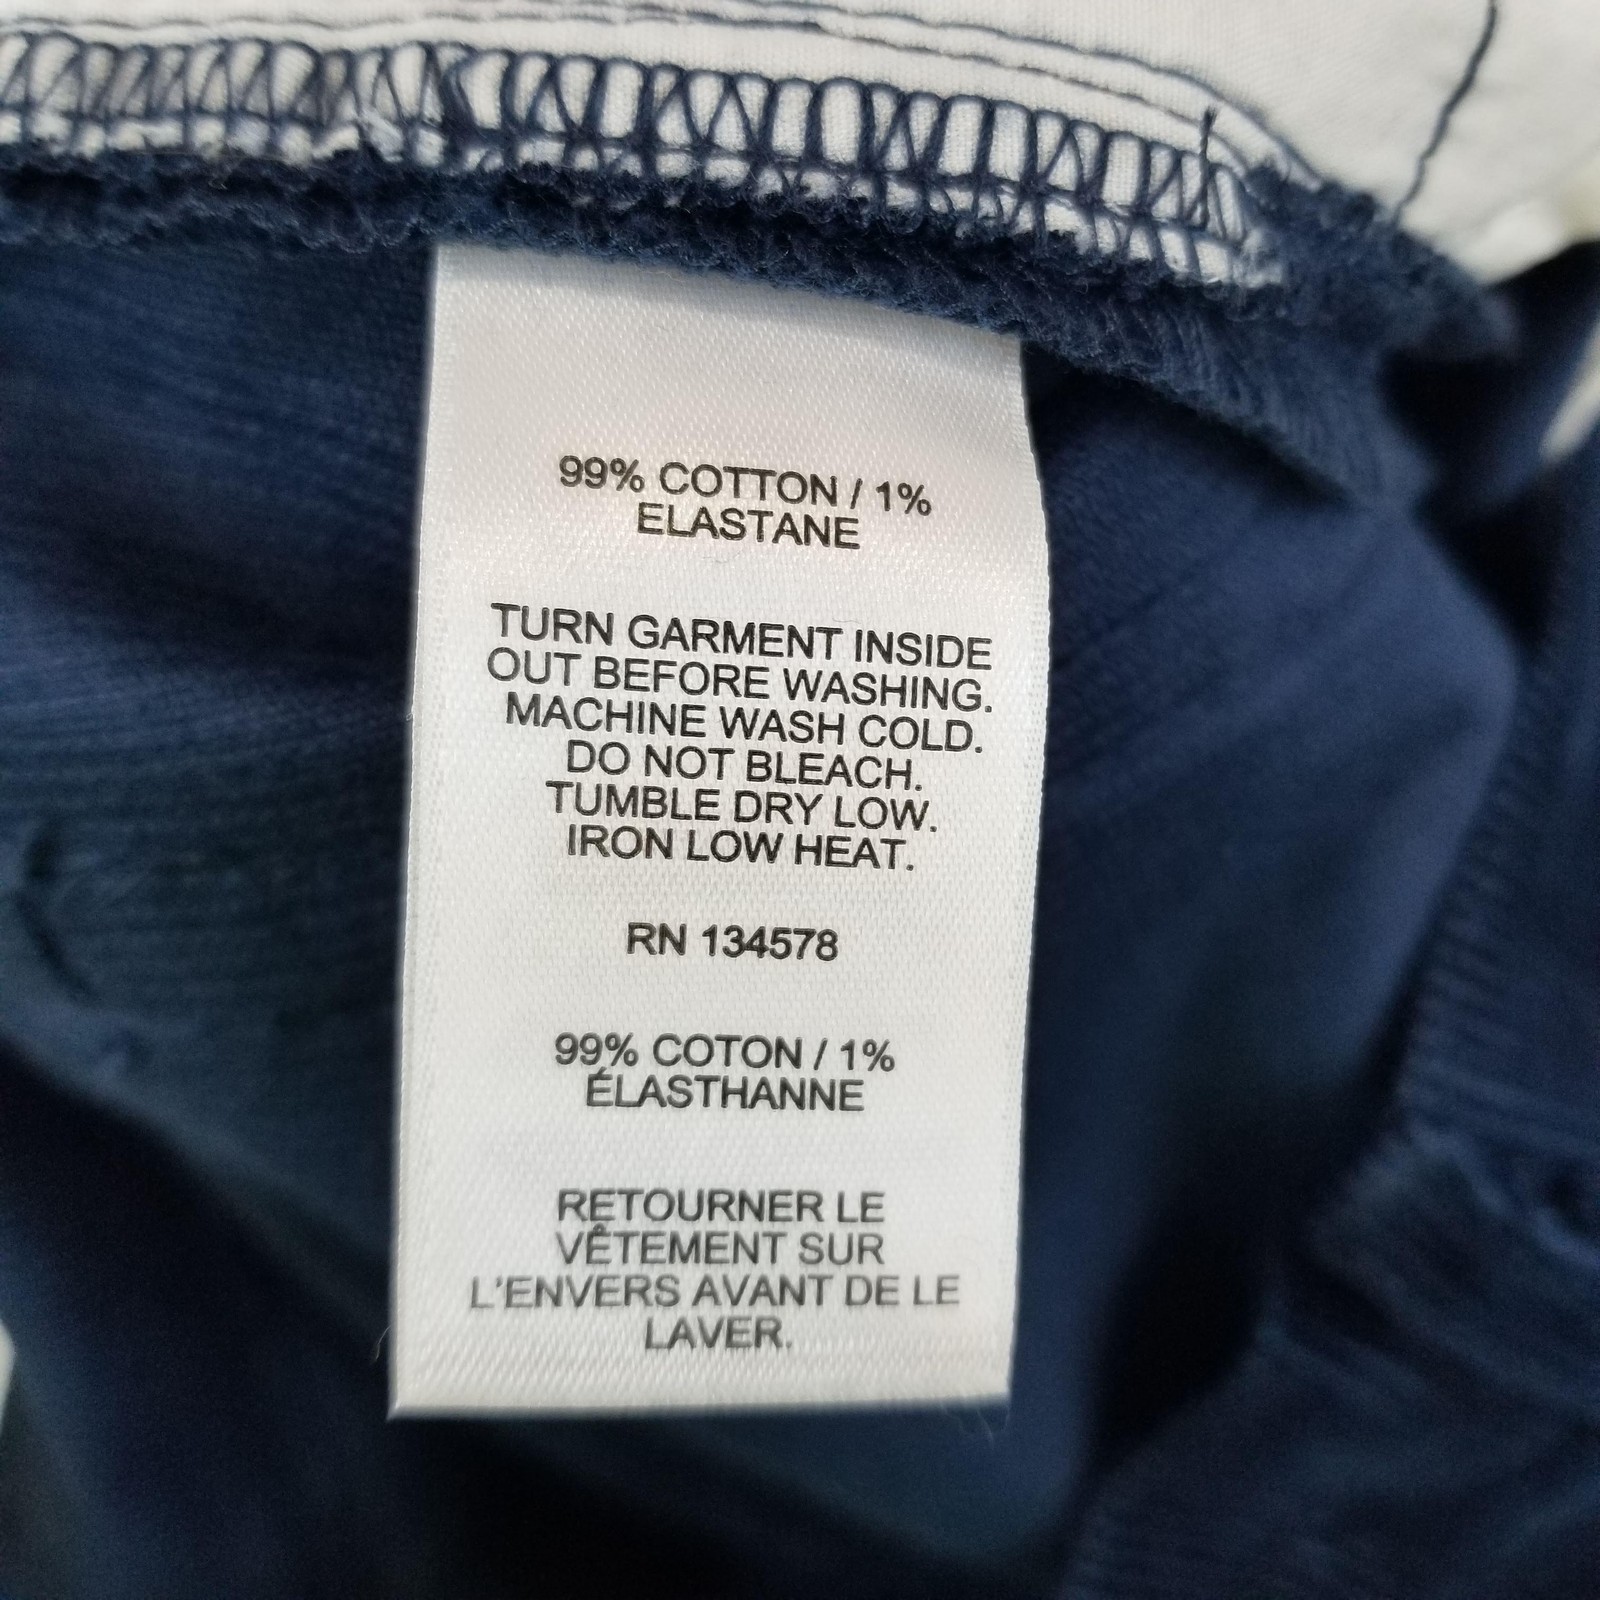 99% COTTON / 1%
ELASTANE
TURN GARMENT INSIDE
OUT BEFORE WASHING.
MACHINE WASH COLD.
DO NOT BLEACH.
TUMBLE DRY LOW.
IRON LOW HEAT.
RN 134578
99% COTON / 1%
ÉLASTHANNE
RETOURNER LE
VÊTEMENT SUR
L'ENVERS AVANT DE LE
LAVER.